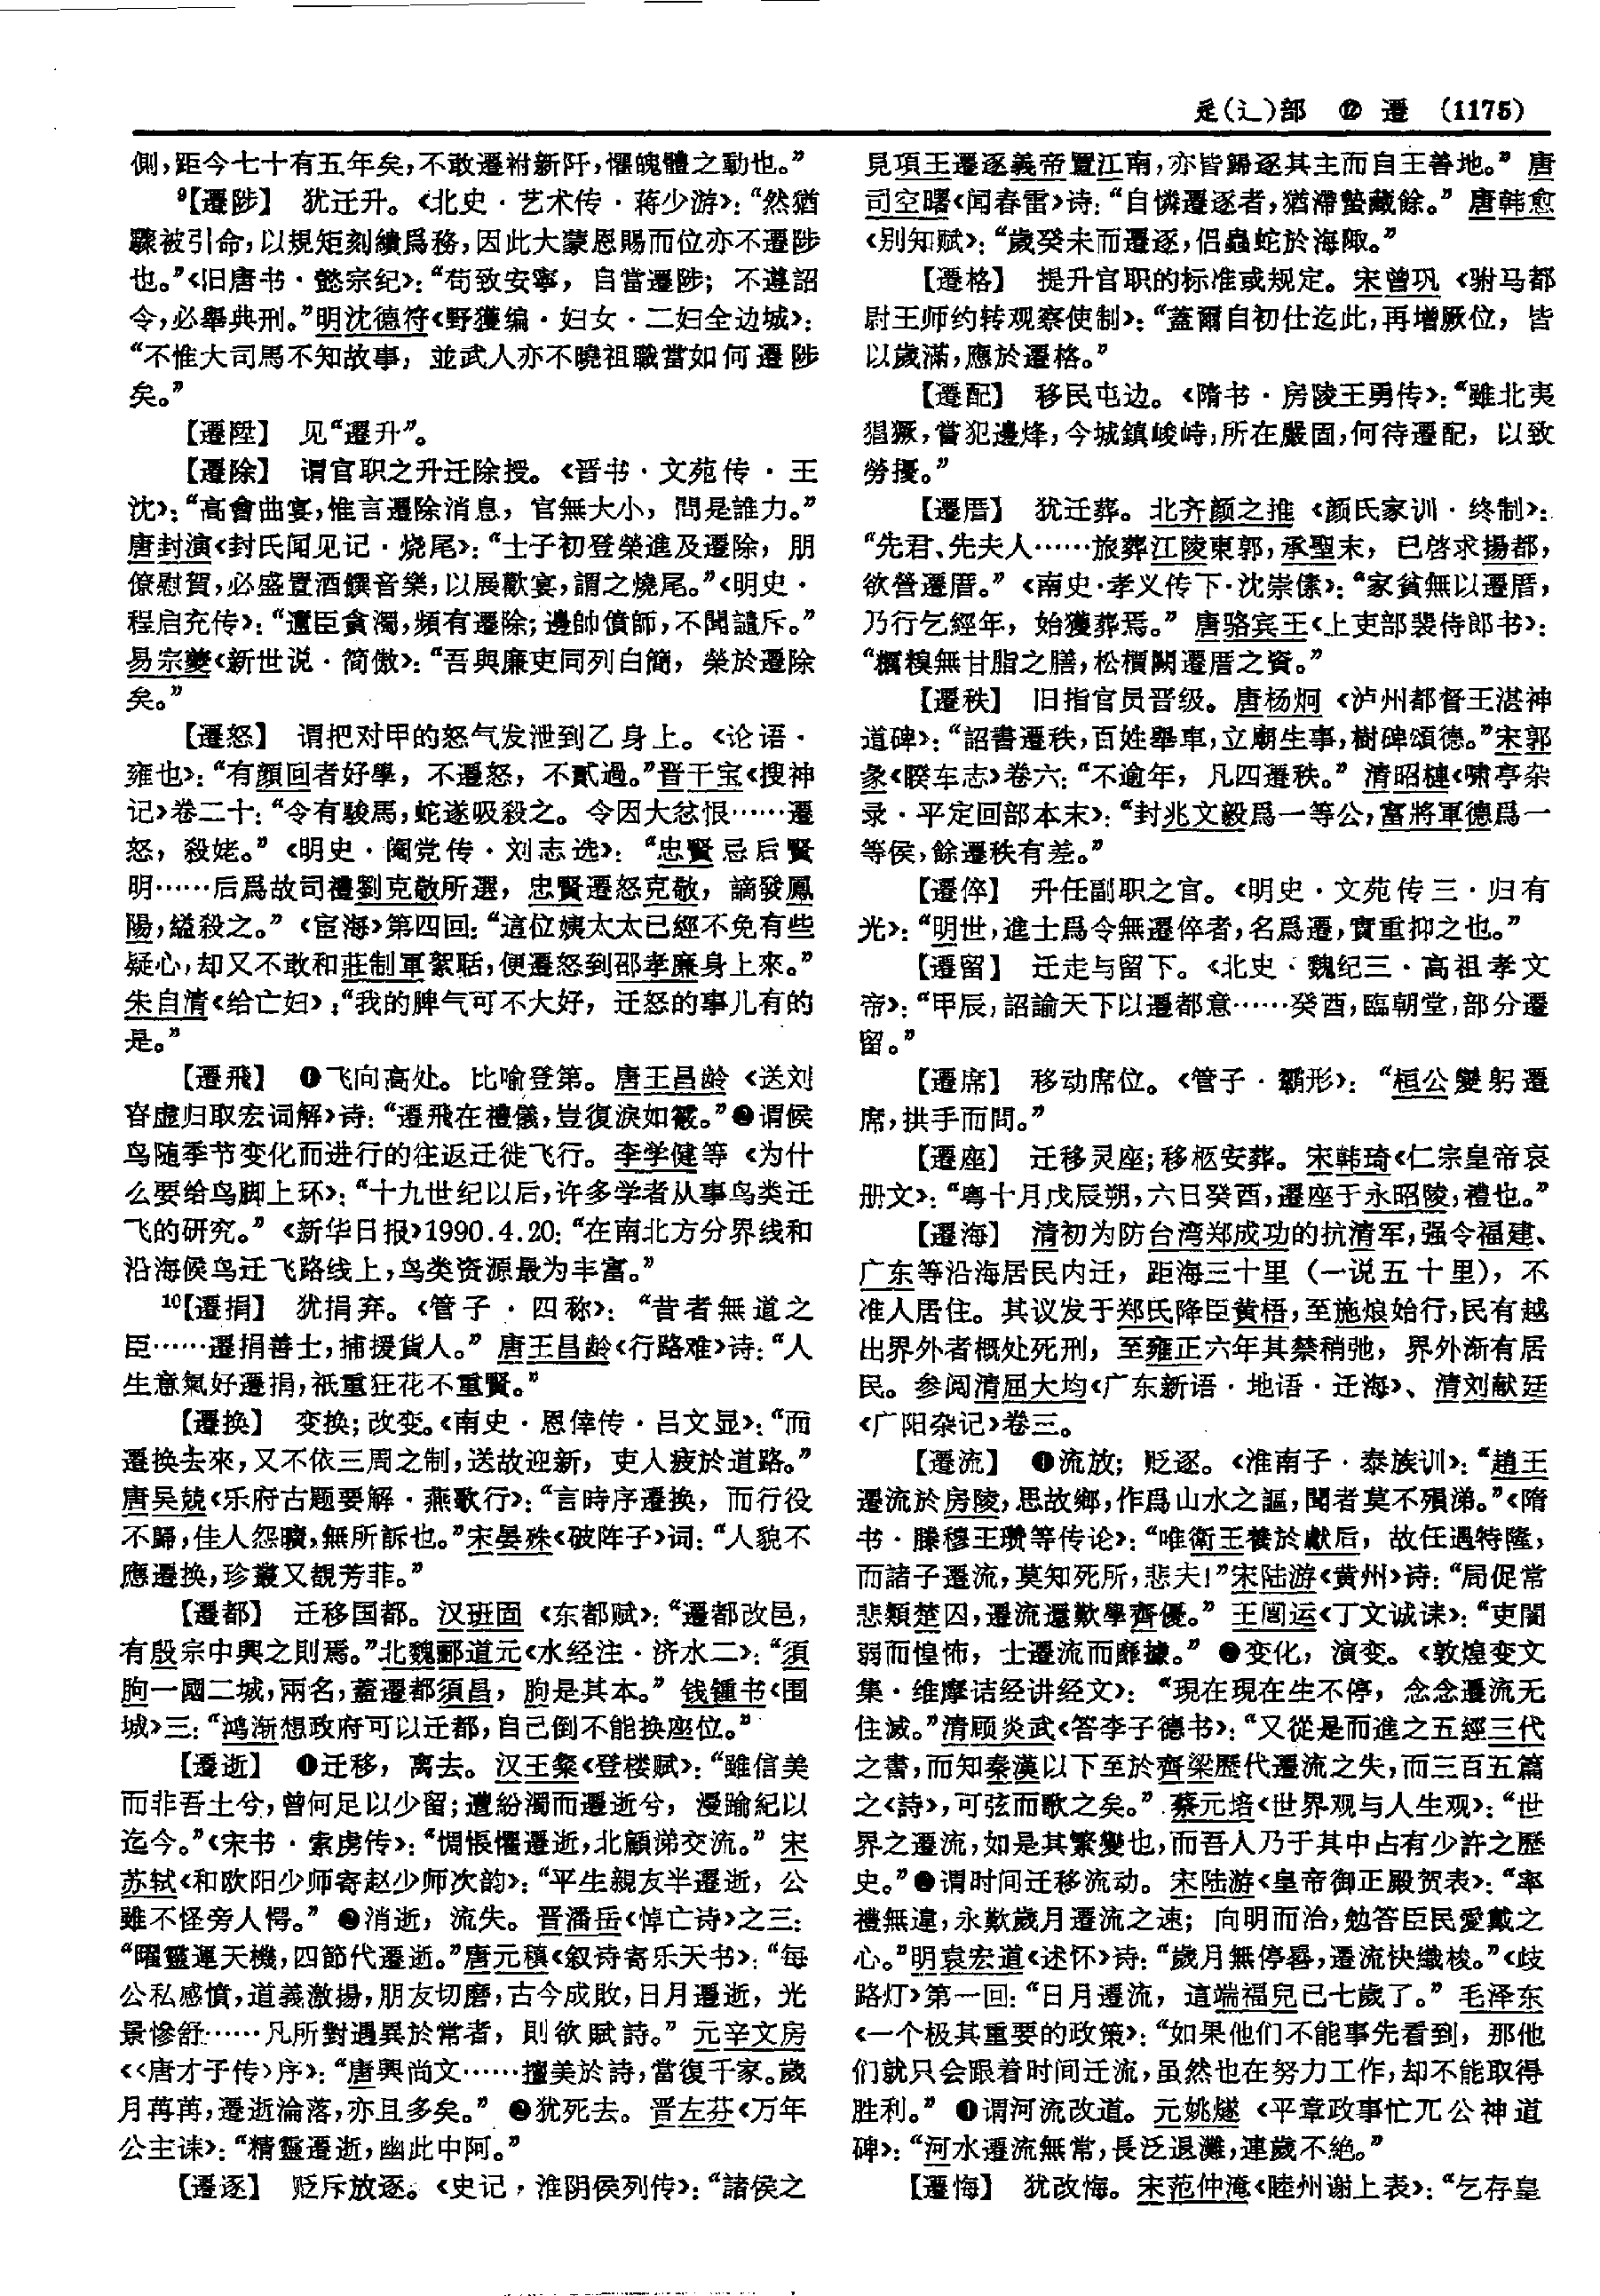 辵(辶)部 ⑫ 遷 (1175)
側,距今七十有五年矣,不敢遷祔新阡,懼魄體之動也。”
⁹【遷陟】 犹迁升。《北史·艺术传·蒋少游》:“然猶
驟被引命,以規矩刻繢爲務,因此大蒙恩賜而位亦不遷陟
也。”《旧唐书·懿宗纪》:“苟致安寧,自當遷陟;不遵詔
令,必舉典刑。”明沈德符《野獲编·妇女·二妇全边城》:
“不惟大司馬不知故事,並武人亦不曉祖職當如何遷陟
矣。”
【遷陞】 见“遷升”。
【遷除】 谓官职之升迁除授。《晋书·文苑传·王
沈》:“高會曲宴,惟言遷除消息,官無大小,問是誰力。”
唐封演《封氏闻见记·烧尾》:“士子初登榮進及遷除,朋
僚慰賀,必盛置酒饌音樂,以展歡宴,謂之燒尾。”《明史·
程启充传》:“邊臣貪濁,頻有遷除;邊帥僨師,不聞譴斥。”
易宗夔《新世说·简傲》:“吾與廉吏同列白簡,榮於遷除
矣。”
【遷怒】 谓把对甲的怒气发泄到乙身上。《论语·
雍也》:“有顔回者好學,不遷怒,不貳過。”晋干宝《搜神
记》卷二十:“令有駿馬,蛇遂吸殺之。令因大忿恨……遷
怒,殺姥。”《明史·阉党传·刘志选》:“忠賢忌后賢
明……后爲故司禮劉克敬所選,忠賢遷怒克敬,謫發鳳
陽,縊殺之。”《宦海》第四回:“這位姨太太已經不免有些
疑心,却又不敢和莊制軍絮聒,便遷怒到邵孝廉身上來。”
朱自清《给亡妇》:“我的脾气可不大好,迁怒的事儿有的
是。”
【遷飛】 ❶飞向高处。比喻登第。唐王昌龄《送刘
眘虚归取宏词解》诗:“遷飛在禮儀,豈復淚如霰。”❷谓候
鸟随季节变化而进行的往返迁徙飞行。李学健等《为什
么要给鸟脚上环》:“十九世纪以后,许多学者从事鸟类迁
飞的研究。”《新华日报》1990.4.20:“在南北方分界线和
沿海候鸟迁飞路线上,鸟类资源最为丰富。”
¹⁰【遷捐】 犹捐弃。《管子·四称》:“昔者無道之
臣……遷捐善士,捕援貨人。”唐王昌龄《行路难》诗:“人
生意氣好遷捐,祇重狂花不重賢。”
【遷换】 变换;改变。《南史·恩倖传·吕文显》:“而
遷换去來,又不依三周之制,送故迎新,吏人疲於道路。”
唐吴兢《乐府古题要解·燕歌行》:“言時序遷换,而行役
不歸,佳人怨曠,無所訴也。”宋晏殊《破阵子》词:“人貌不
應遷换,珍叢又覩芳菲。”
【遷都】 迁移国都。汉班固《东都赋》:“遷都改邑,
有殷宗中興之則焉。”北魏郦道元《水经注·济水二》:“須
朐一國二城,兩名,蓋遷都須昌,朐是其本。”钱锺书《围
城》三:“鸿渐想政府可以迁都,自己倒不能换座位。”
【遷逝】 ❶迁移,离去。汉王粲《登楼赋》:“雖信美
而非吾土兮,曾何足以少留;遭紛濁而遷逝兮,漫踰紀以
迄今。”《宋书·索虏传》:“惆悵懼遷逝,北顧涕交流。”宋
苏轼《和欧阳少师寄赵少师次韵》:“平生親友半遷逝,公
雖不怪旁人愕。”❷消逝,流失。晋潘岳《悼亡诗》之三:
“曜靈運天機,四節代遷逝。”唐元稹《叙诗寄乐天书》:“每
公私感憤,道義激揚,朋友切磨,古今成敗,日月遷逝,光
景慘舒……凡所對遇異於常者,則欲賦詩。”元辛文房
《〈唐才子传〉序》:“唐興尚文……擅美於詩,當復千家。歲
月苒苒,遷逝淪落,亦且多矣。”❸犹死去。晋左芬《万年
公主诔》:“精靈遷逝,幽此中阿。”
【遷逐】 贬斥放逐。《史记·淮阴侯列传》:“諸侯之
見項王遷逐義帝置江南,亦皆歸逐其主而自王善地。”唐
司空曙《闻春雷》诗:“自憐遷逐者,猶滯蟄藏餘。”唐韩愈
《别知赋》:“歲癸未而遷逐,侣蟲蛇於海陬。”
【遷格】 提升官职的标准或规定。宋曾巩《驸马都
尉王师约转观察使制》:“蓋爾自初仕迄此,再增厥位,皆
以歲滿,應於遷格。”
【遷配】 移民屯边。《隋书·房陵王勇传》:“雖北夷
猖獗,嘗犯邊烽,今城鎮峻峙,所在嚴固,何待遷配,以致
勞擾。”
【遷厝】 犹迁葬。北齐颜之推《颜氏家训·终制》:
“先君、先夫人……旅葬江陵東郭,承聖末,已啓求揚都,
欲營遷厝。”《南史·孝义传下·沈崇傃》:“家貧無以遷厝,
乃行乞經年,始獲葬焉。”唐骆宾王《上吏部裴侍郎书》:
“糲糗無甘脂之膳,松檟闕遷厝之資。”
【遷秩】 旧指官员晋级。唐杨炯《泸州都督王湛神
道碑》:“詔書遷秩,百姓舉車,立廟生事,樹碑頌德。”宋郭
彖《睽车志》卷六:“不逾年,凡四遷秩。”清昭梿《啸亭杂
录·平定回部本末》:“封兆文毅爲一等公,富將軍德爲一
等侯,餘遷秩有差。”
【遷倅】 升任副职之官。《明史·文苑传三·归有
光》:“明世,進士爲令無遷倅者,名爲遷,實重抑之也。”
【遷留】 迁走与留下。《北史·魏纪三·高祖孝文
帝》:“甲辰,詔諭天下以遷都意……癸酉,臨朝堂,部分遷
留。”
【遷席】 移动席位。《管子·霸形》:“桓公變躬遷
席,拱手而問。”
【遷座】 迁移灵座;移柩安葬。宋韩琦《仁宗皇帝哀
册文》:“粤十月戊辰朔,六日癸酉,遷座于永昭陵,禮也。”
【遷海】 清初为防台湾郑成功的抗清军,强令福建、
广东等沿海居民内迁,距海三十里(一说五十里),不
准人居住。其议发于郑氏降臣黄梧,至施烺始行,民有越
出界外者概处死刑,至雍正六年其禁稍弛,界外渐有居
民。参阅清屈大均《广东新语·地语·迁海》、清刘献廷
《广阳杂记》卷三。
【遷流】 ❶流放;贬逐。《淮南子·泰族训》:“趙王
遷流於房陵,思故鄉,作爲山水之謳,聞者莫不殞涕。”《隋
书·滕穆王瓒等传论》:“唯衛王養於獻后,故任遇特隆,
而諸子遷流,莫知死所,悲夫!”宋陆游《黄州》诗:“局促常
悲類楚囚,遷流還歎學齊優。”王闿运《丁文诚诔》:“吏闇
弱而惶怖,士遷流而靡據。”❷变化,演变。《敦煌变文
集·维摩诘经讲经文》:“現在現在生不停,念念遷流无
住滅。”清顾炎武《答李子德书》:“又從是而進之五經三代
之書,而知秦漢以下至於齊梁歷代遷流之失,而三百五篇
之《詩》,可弦而歌之矣。”蔡元培《世界观与人生观》:“世
界之遷流,如是其繁變也,而吾人乃于其中占有少許之歷
史。”❸谓时间迁移流动。宋陆游《皇帝御正殿贺表》:“率
禮無違,永歎歲月遷流之速;向明而治,勉答臣民愛戴之
心。”明袁宏道《述怀》诗:“歲月無停晷,遷流快織梭。”《歧
路灯》第一回:“日月遷流,這端福兒已七歲了。”毛泽东
《一个极其重要的政策》:“如果他们不能事先看到,那他
们就只会跟着时间迁流,虽然也在努力工作,却不能取得
胜利。”❹谓河流改道。元姚燧《平章政事忙兀公神道
碑》:“河水遷流無常,長泛退灘,連歲不絶。”
【遷悔】 犹改悔。宋范仲淹《睦州谢上表》:“乞存皇